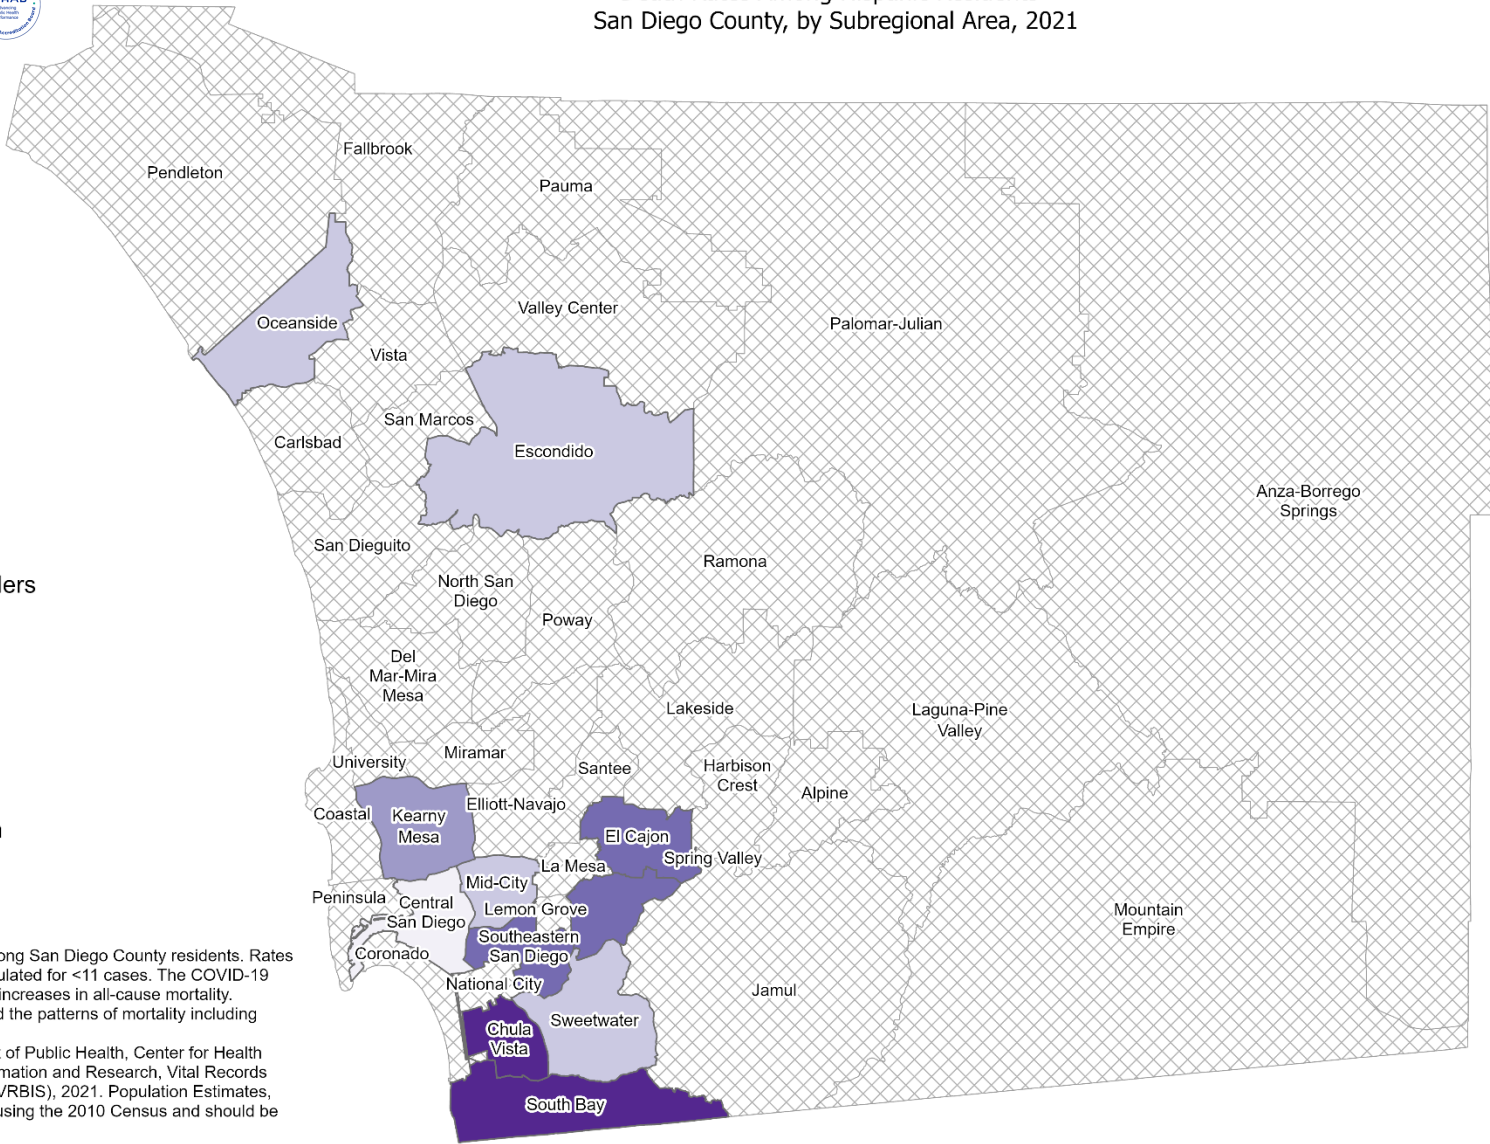 San Diego County, by Subregional Area, 2021
Fallbrook
Pendleton
Pauma
Valley Center
Oceanside
Palomar-Julian
Vista
San Marcos
Carlsbad
Escondido
Anza-Borrego
Springs
San Dieguito
Ramona
North San
Diego
Poway
Del
Mar-Mira
Mesa
Lakeside
Laguna-Pine
Valley
Miramar
University
Santee
Harbison
Crest
Alpine
Elliott-Navajo
Coastal
Kearny
Mesa
El Cajon
Spring Valley
La Mesa
Mid-City
Peninsula
Central
San Diego
Lemon Grove
Mountain
Empire
Southeastern
San Diego
Coronado
National City
Jamul
Sweetwater
Chula
Vista
South Bay
lers
ong San Diego County residents. Rates
ulated for <11 cases. The COVID-19
increases in all-cause mortality.
d the patterns of mortality including
of Public Health, Center for Health
mation and Research, Vital Records
VRBIS), 2021. Population Estimates,
using the 2010 Census and should be